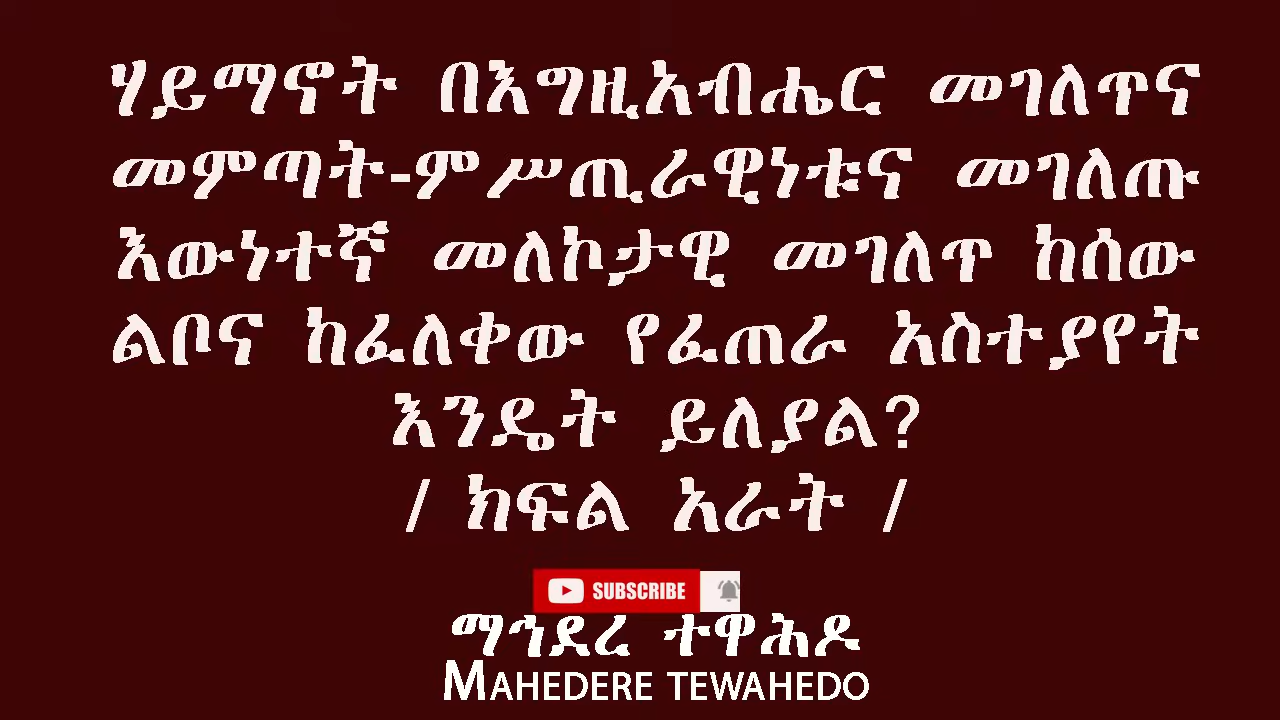 ሃይማኖት በእግዚአብሔር መገለጥና
መምጣት-ምሥጢራዊነቱና መገለጡ
እውነተኛ መለኮታዊ መገለጥ ከሰው
ልቦና ከፈለቀው የፈጠራ አስተያየት
እንዴት ይለያል?
/ ክፍል አራት /
SUBSCRIBE
ማኅደረ ተዋሕዶ
MAHEDERE TEWAHEDO